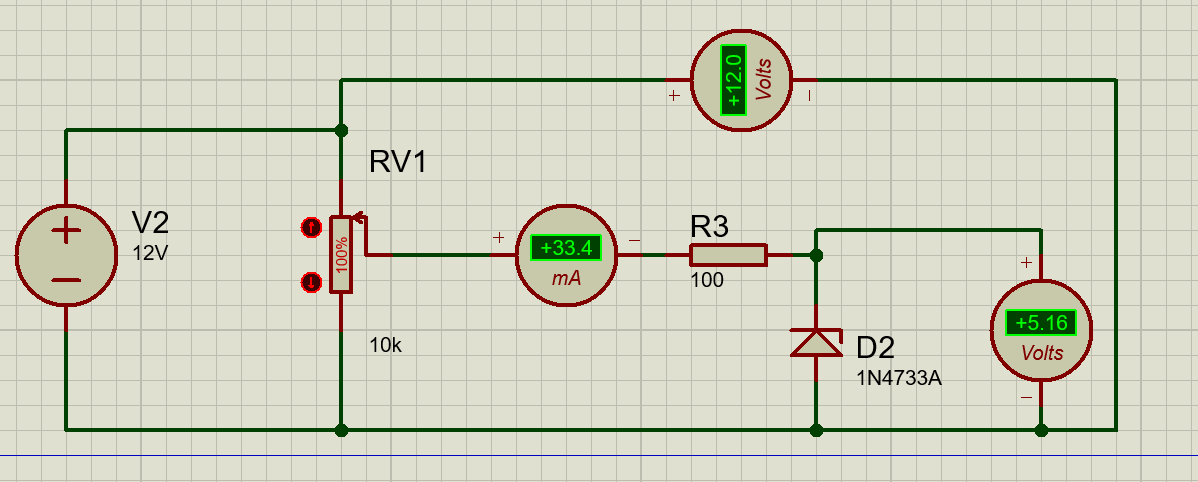 +12.0
Volts
+
−
RV1
V2
12V
100%
10k
+
−
+33.4
mA
R3
100
+
−
+5.16
Volts
D2
1N4733A